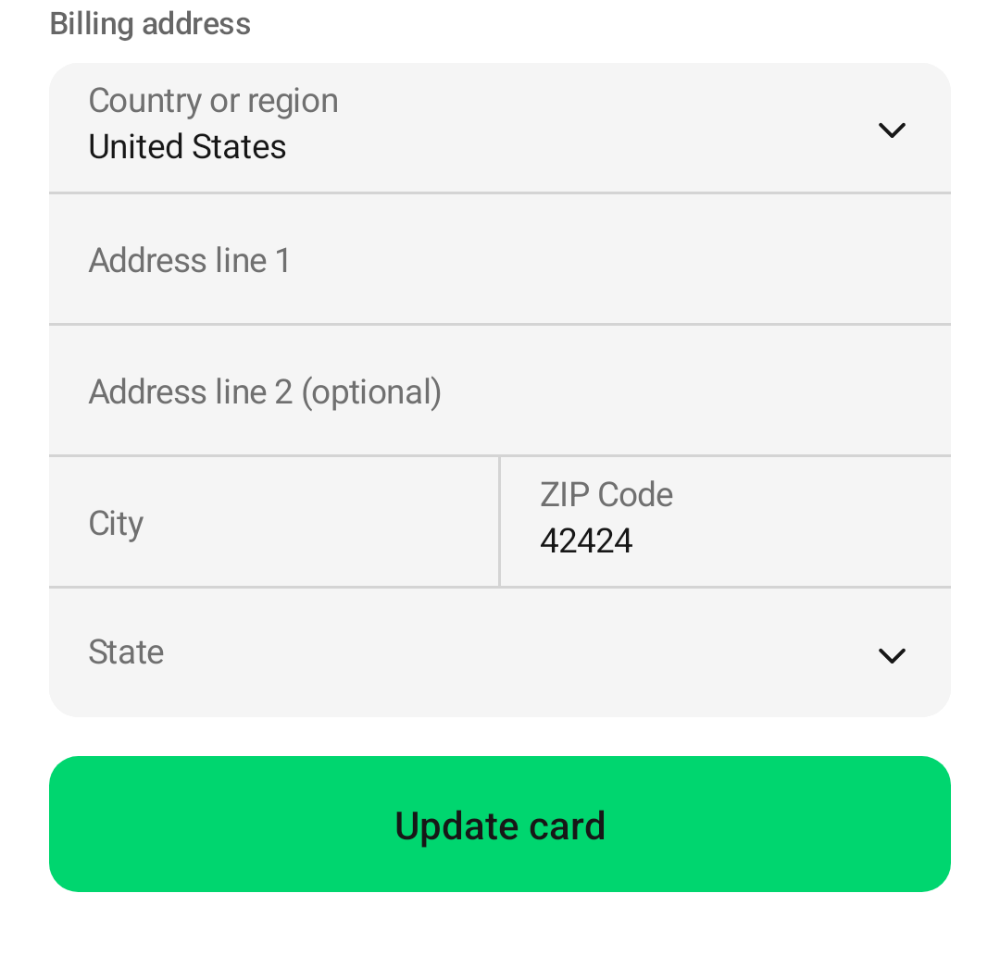 Billing address
Country or region
United States
Address line 1
Address line 2 (optional)
City
ZIP Code
42424
State
Update card